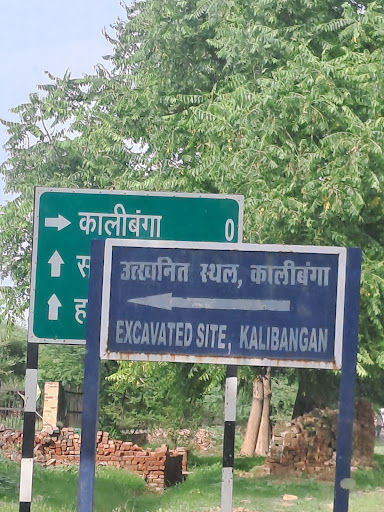 कालीबंगा 0
उत्खनित स्थल, कालीबंगा
EXCAVATED SITE, KALIBANGAN